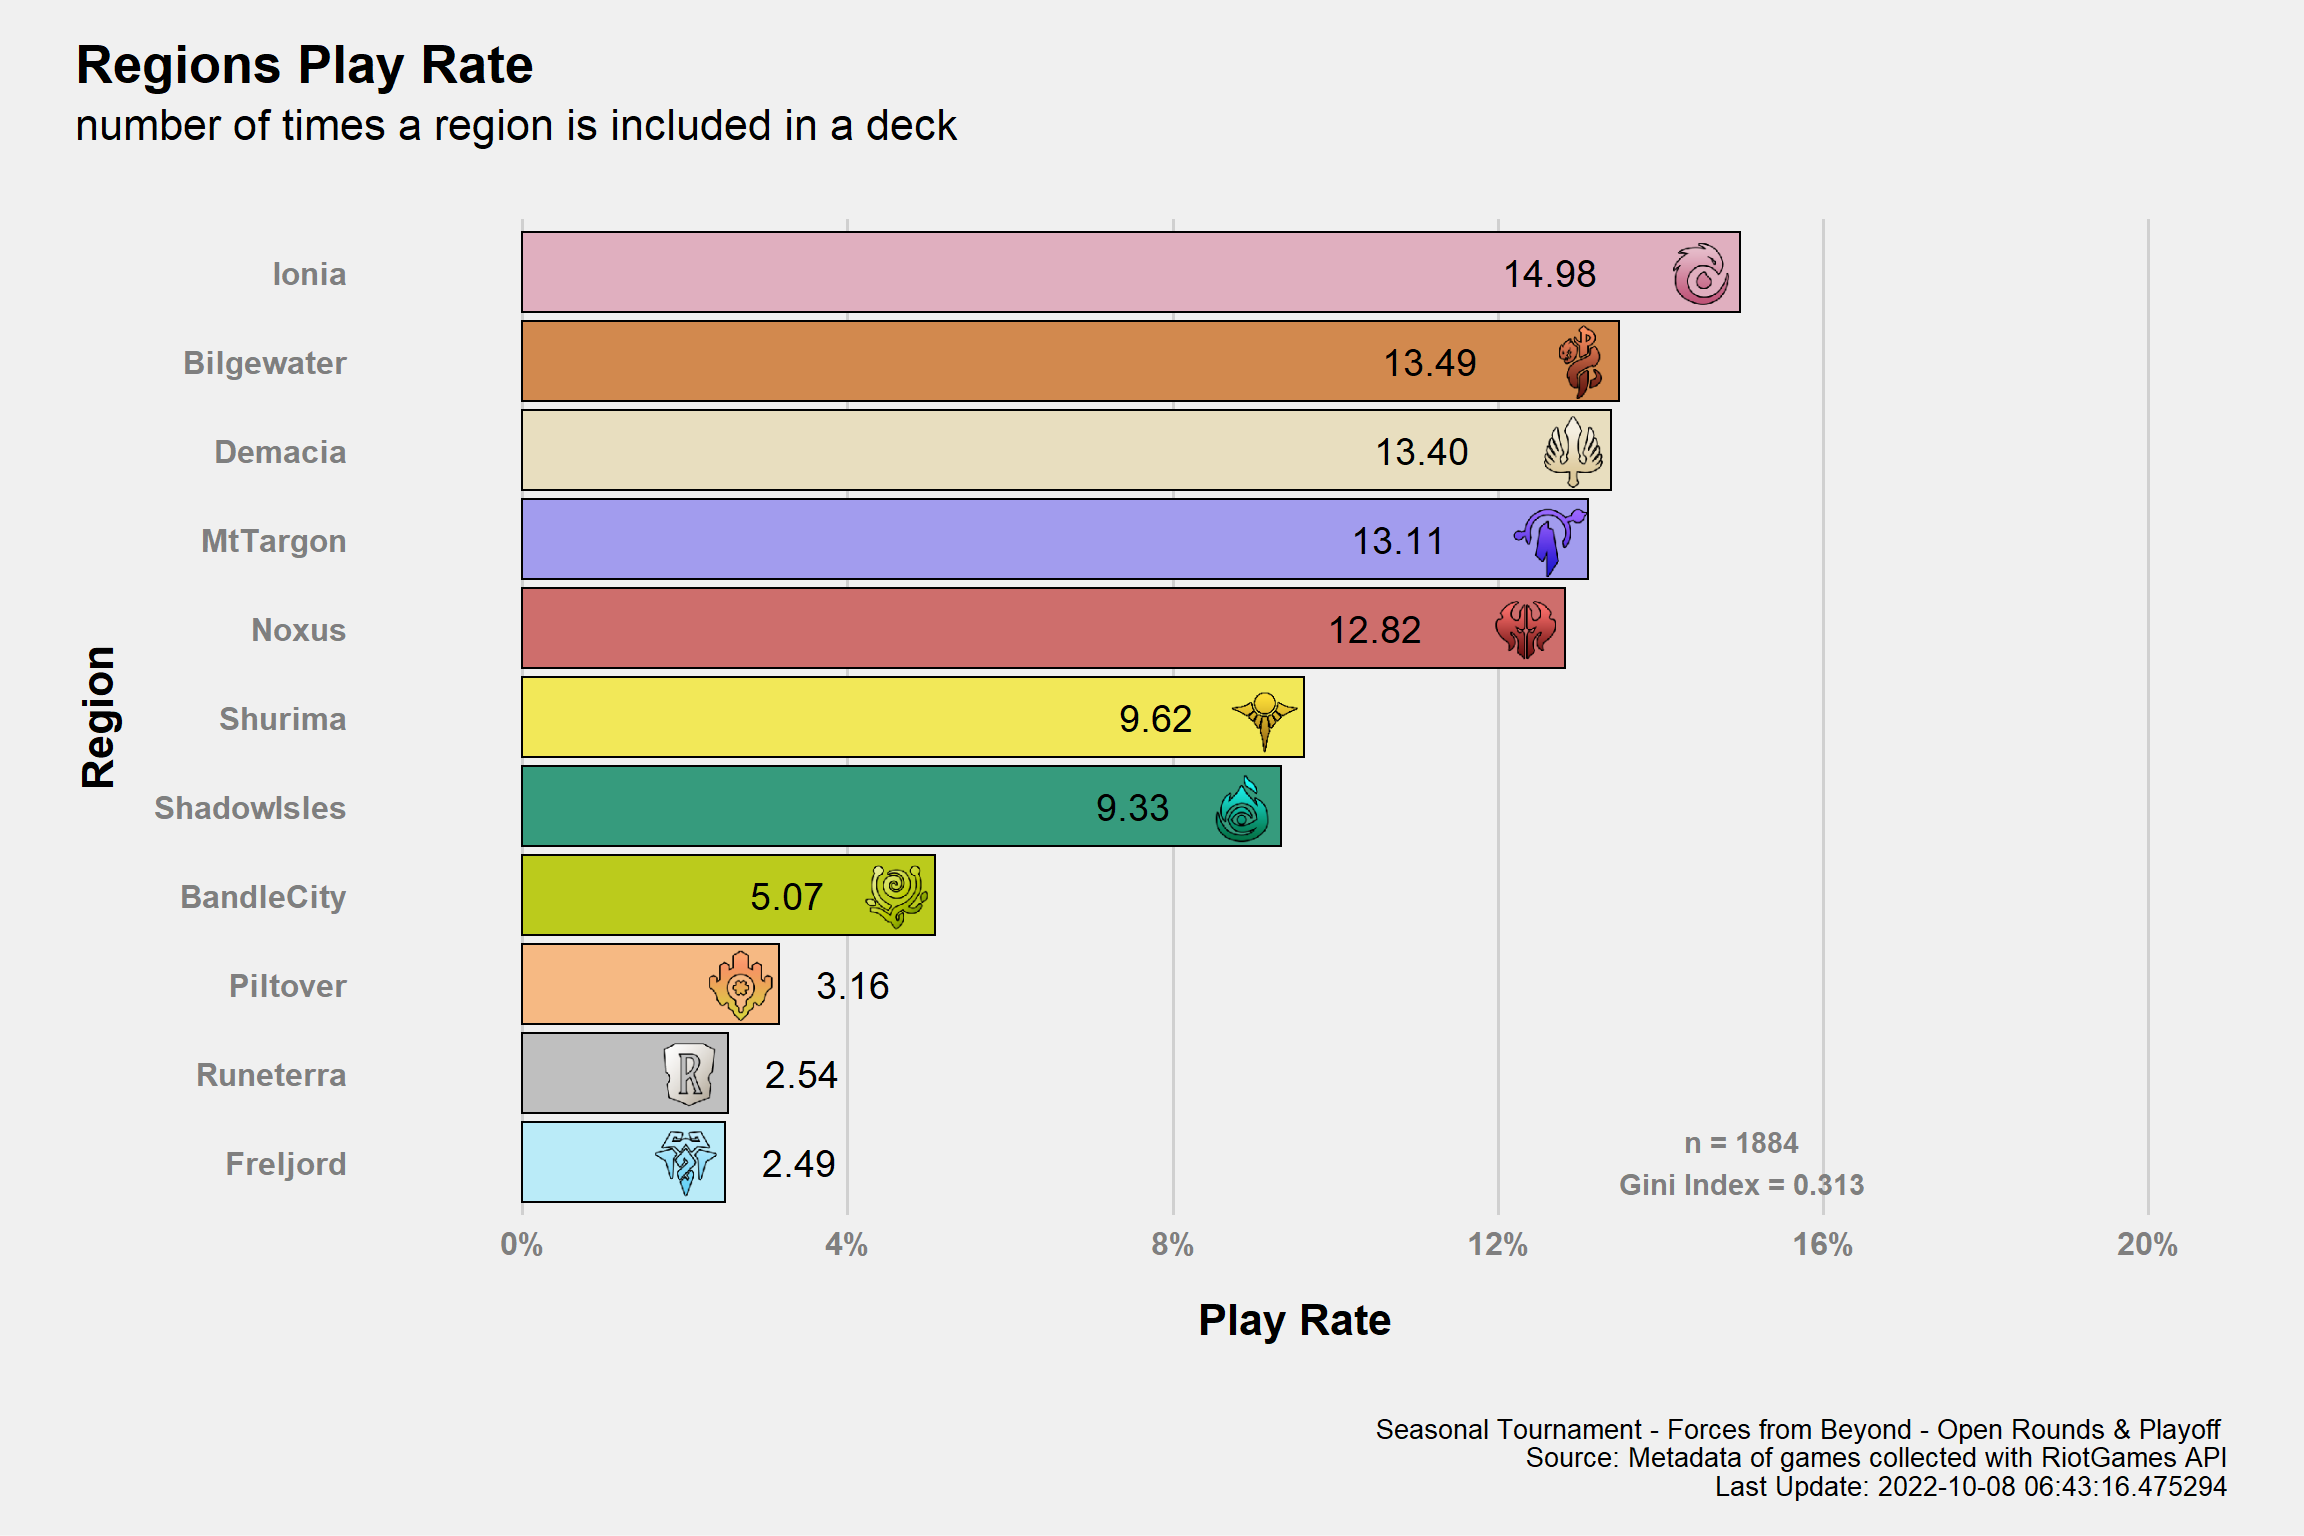 Regions Play Rate
number of times a region is included in a deck
Region
Ionia 14.98
Bilgewater 13.49
Demacia 13.40
MtTargon 13.11
Noxus 12.82
Shurima 9.62
ShadowIsles 9.33
BandleCity 5.07
Piltover 3.16
Runeterra R 2.54
Freljord 2.49
n = 1884
Gini Index = 0.313
0% 4% 8% 12% 16% 20%
Play Rate
Seasonal Tournament - Forces from Beyond - Open Rounds & Playoff
Source: Metadata of games collected with RiotGames API
Last Update: 2022-10-08 06:43:16.475294